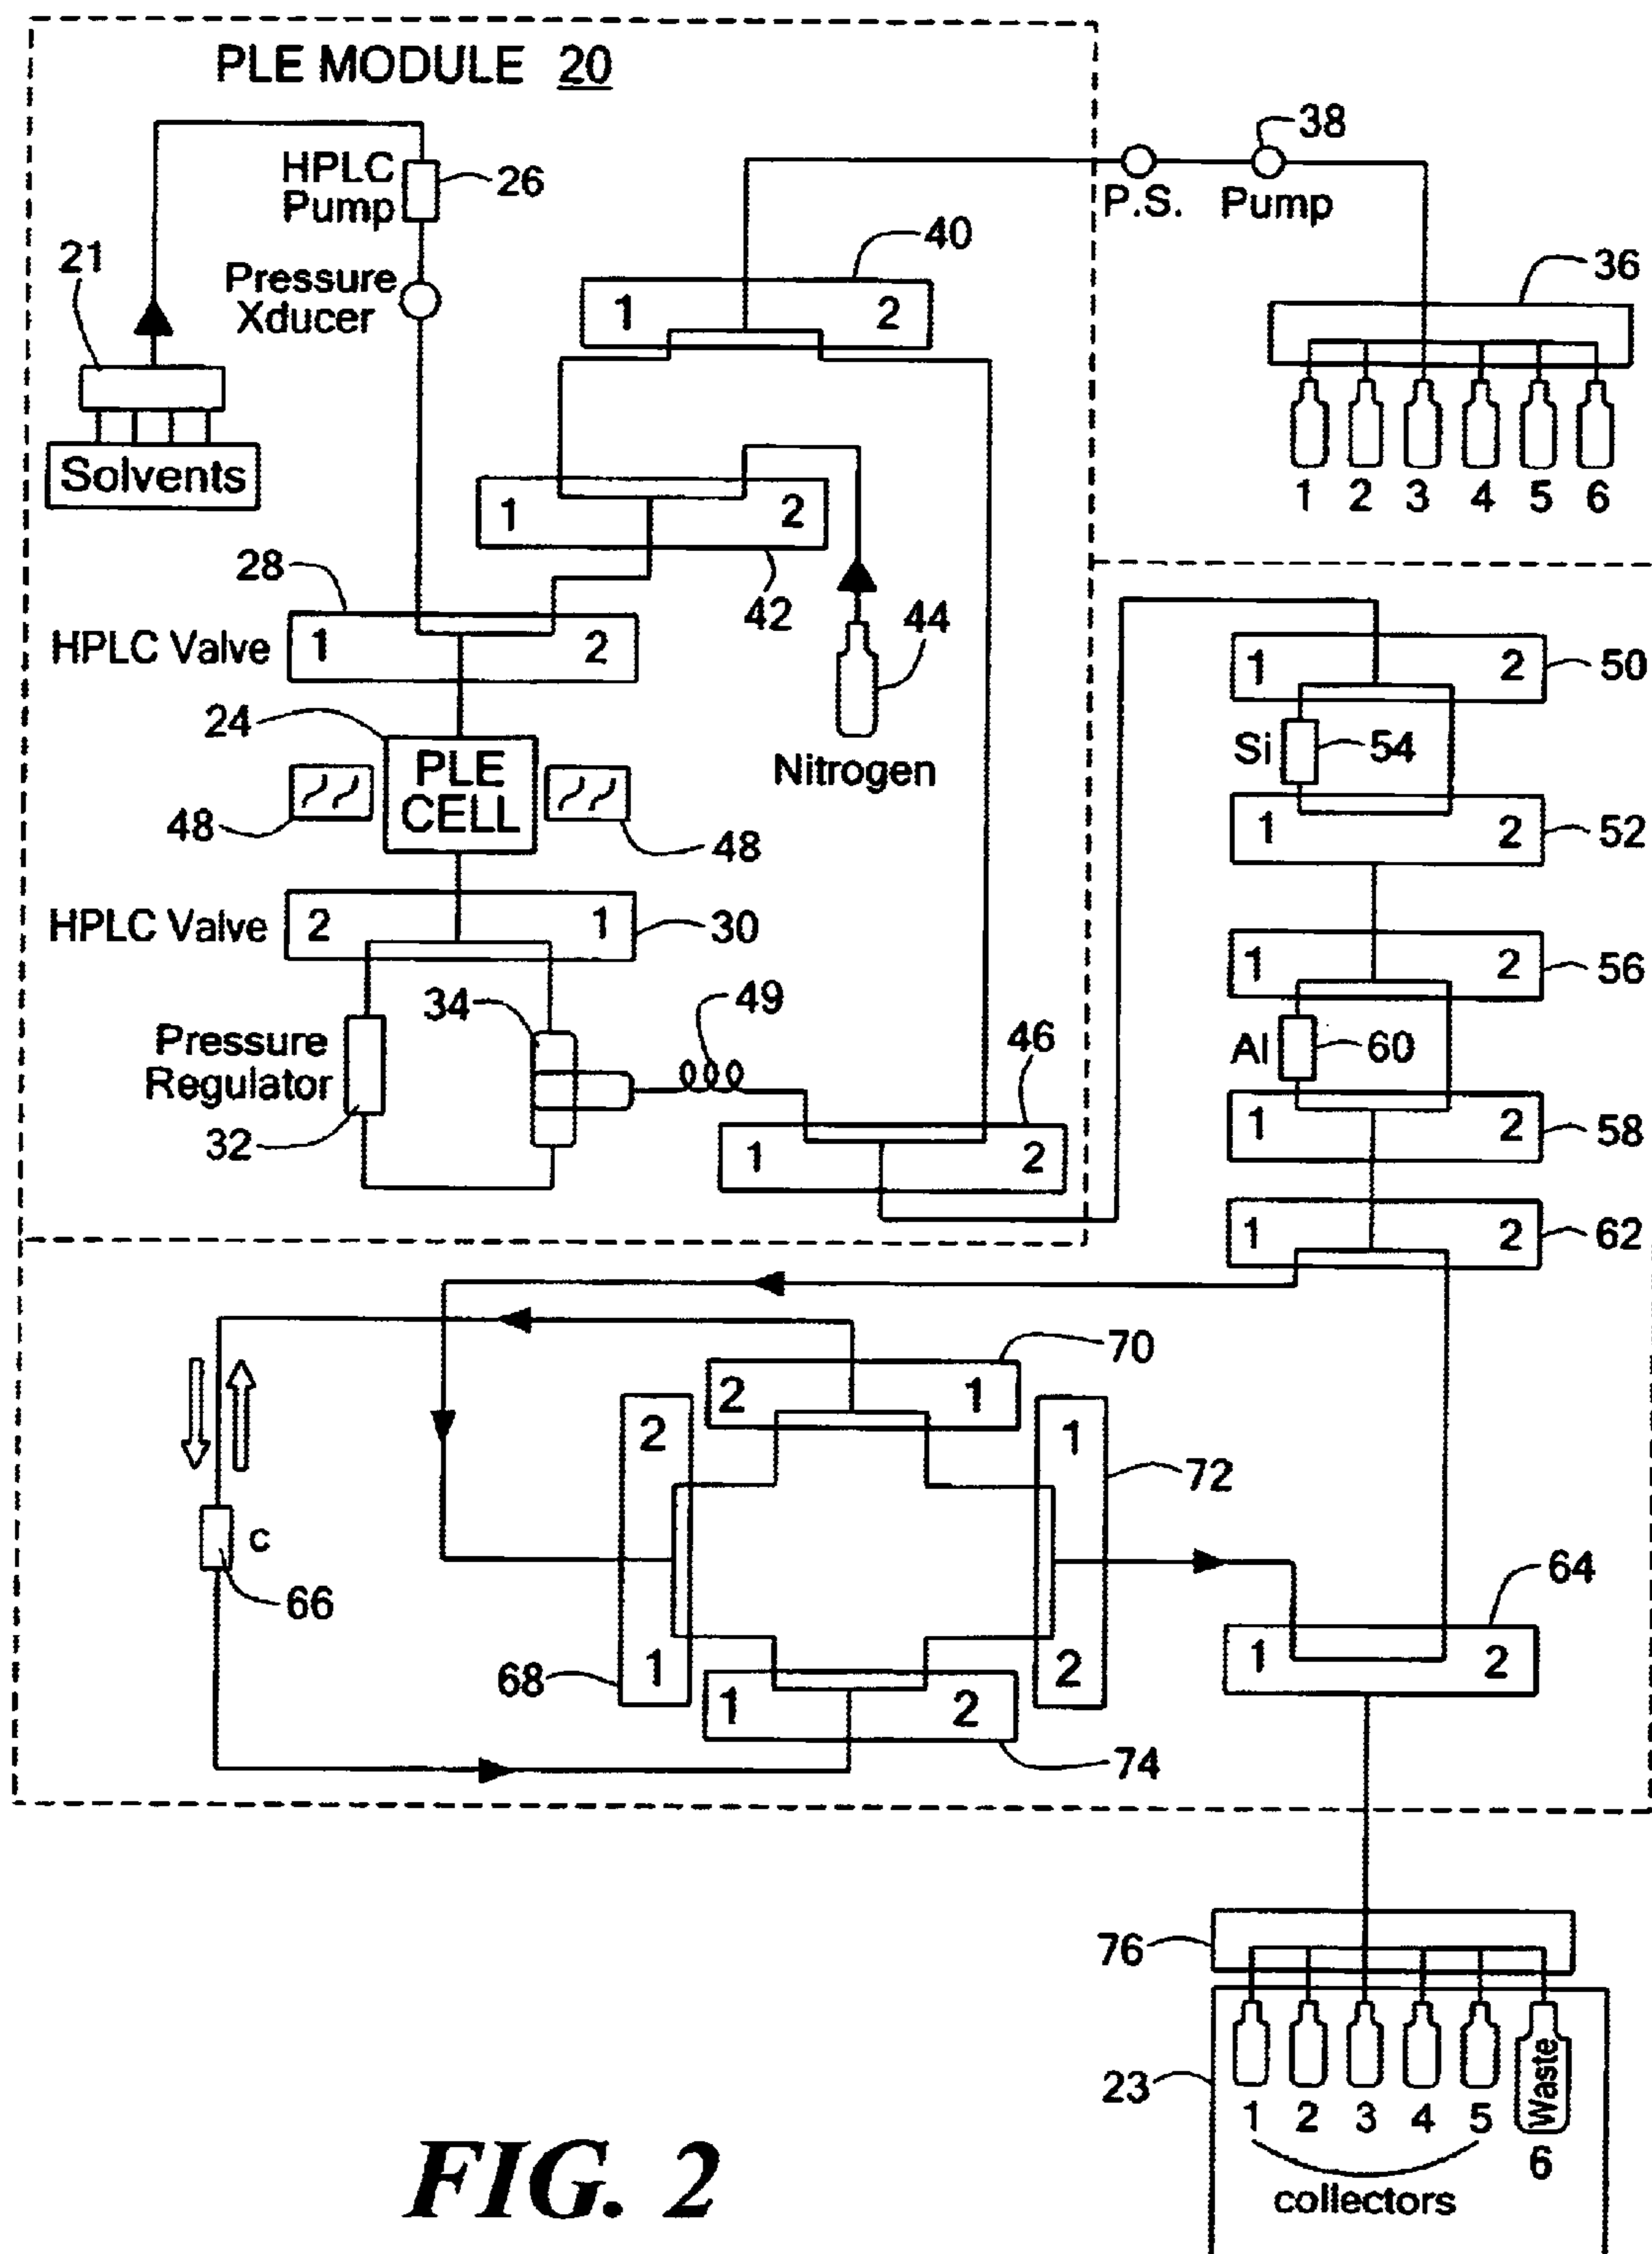 PLE MODULE 20
38
HPLC
Pump
26
P.S.
Pump
40
21
Pressure
Xducer
36
1
2
Solvents
1
2
1 2 3 4 5 6
28
42
44
HPLC Valve
1
2
1
2
50
24
PLE
CELL
Nitrogen
Si
54
48
48
1
2
52
HPLC Valve
2
1
30
1
2
56
34
49
46
Pressure
Regulator
Al
60
32
1
2
1
2
58
1
2
62
70
2
1
2
1
72
c
66
64
68
1
2
1
2
1
2
74
76
23
1 2 3 4 5
Waste
6
collectors
FIG. 2